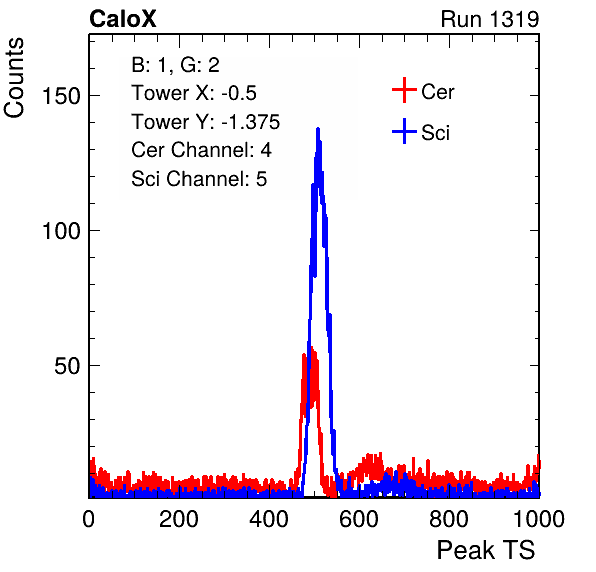 CaloX Run 1319
Counts
B: 1, G: 2
Tower X: -0.5
Tower Y: -1.375
Cer Channel: 4
Sci Channel: 5
Cer
Sci
150
100
50
0 200 400 600 800 1000
Peak TS